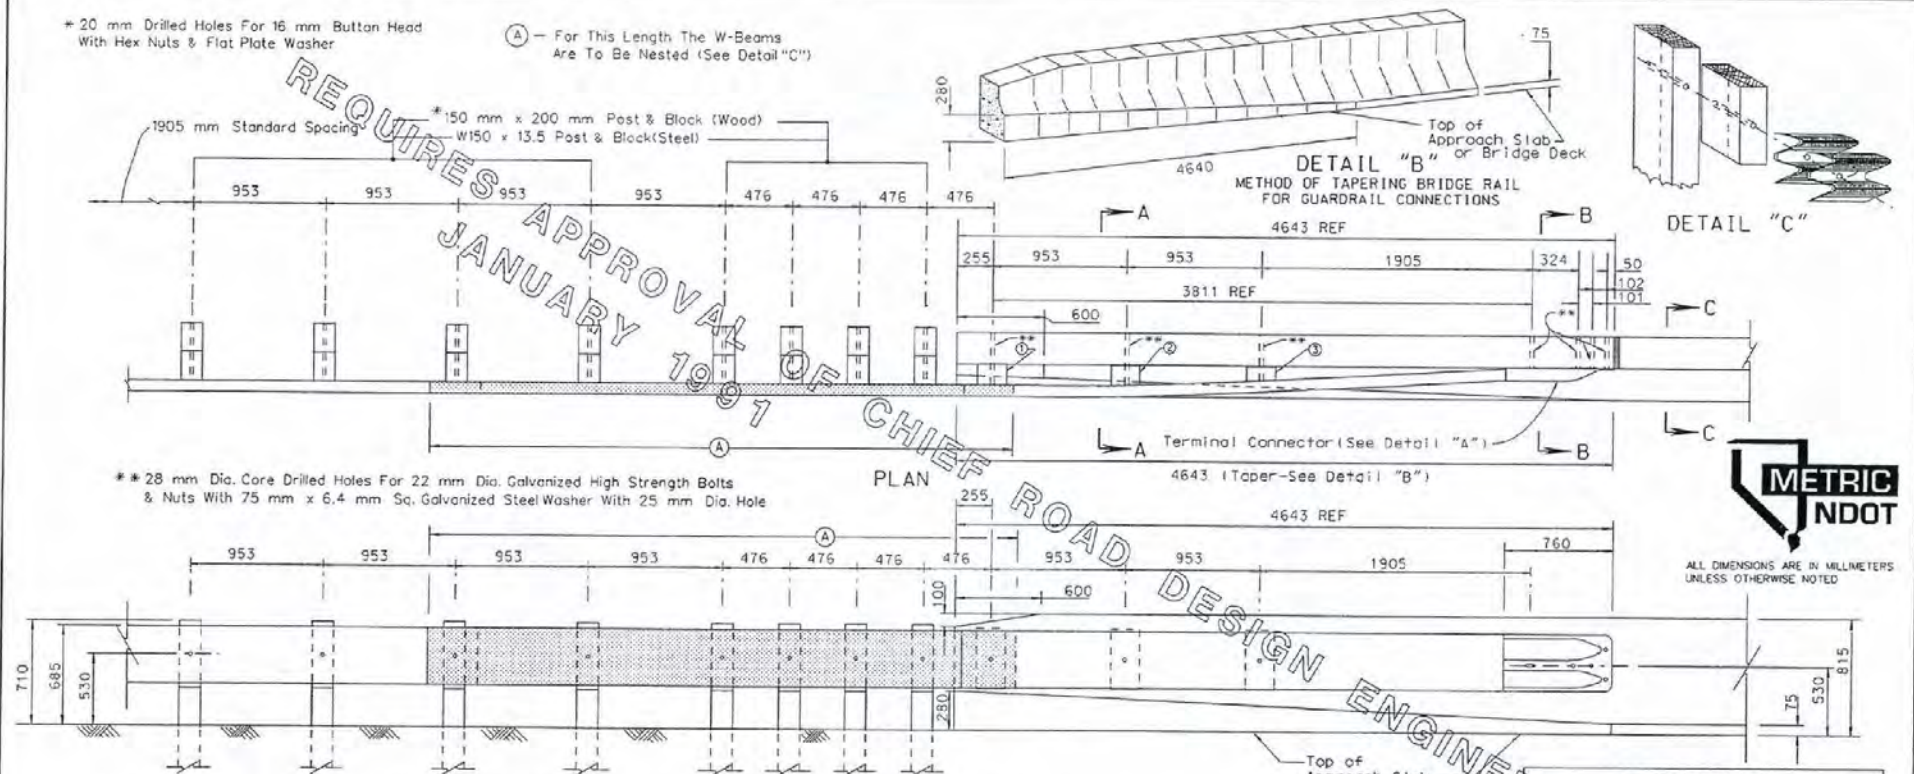 * 20 mm Drilled Holes For 16 mm Button Head
With Hex Nuts & Flat Plate Washer
Ⓐ - For This Length The W-Beams
Are To Be Nested (See Detail "C")
1905 mm Standard Spacing
*150 mm x 200 mm Post & Block (Wood)
W150 x 13.5 Post & Block(Steel)
953 953 953 953 476 476 476 476
280
4640
75
Top of
Approach Slab
or Bridge Deck
DETAIL "B"
METHOD OF TAPERING BRIDGE RAIL
FOR GUARDRAIL CONNECTIONS
DETAIL "C"
A B
4643 REF
255 953 953 1905 324 50
102
101
3811 REF
600
C
** ① ** ② ** ③ **
REQUIRES APPROVAL OF CHIEF ROAD DESIGN
JANUARY 1991
Ⓐ
A
Terminal Connector (See Detail "A")
B
C
4643 (Taper-See Detail "B")
PLAN
** 28 mm Dia. Core Drilled Holes For 22 mm Dia. Galvanized High Strength Bolts
& Nuts With 75 mm x 6.4 mm Sq. Galvanized Steel Washer With 25 mm Dia. Hole
METRIC
NDOT
ALL DIMENSIONS ARE IN MILLIMETERS
UNLESS OTHERWISE NOTED
255
4643 REF
Ⓐ
760
953 953 953 953 476 476 476 476 953 953 1905
100
600
710
685
530
280
815
530
75
Top of